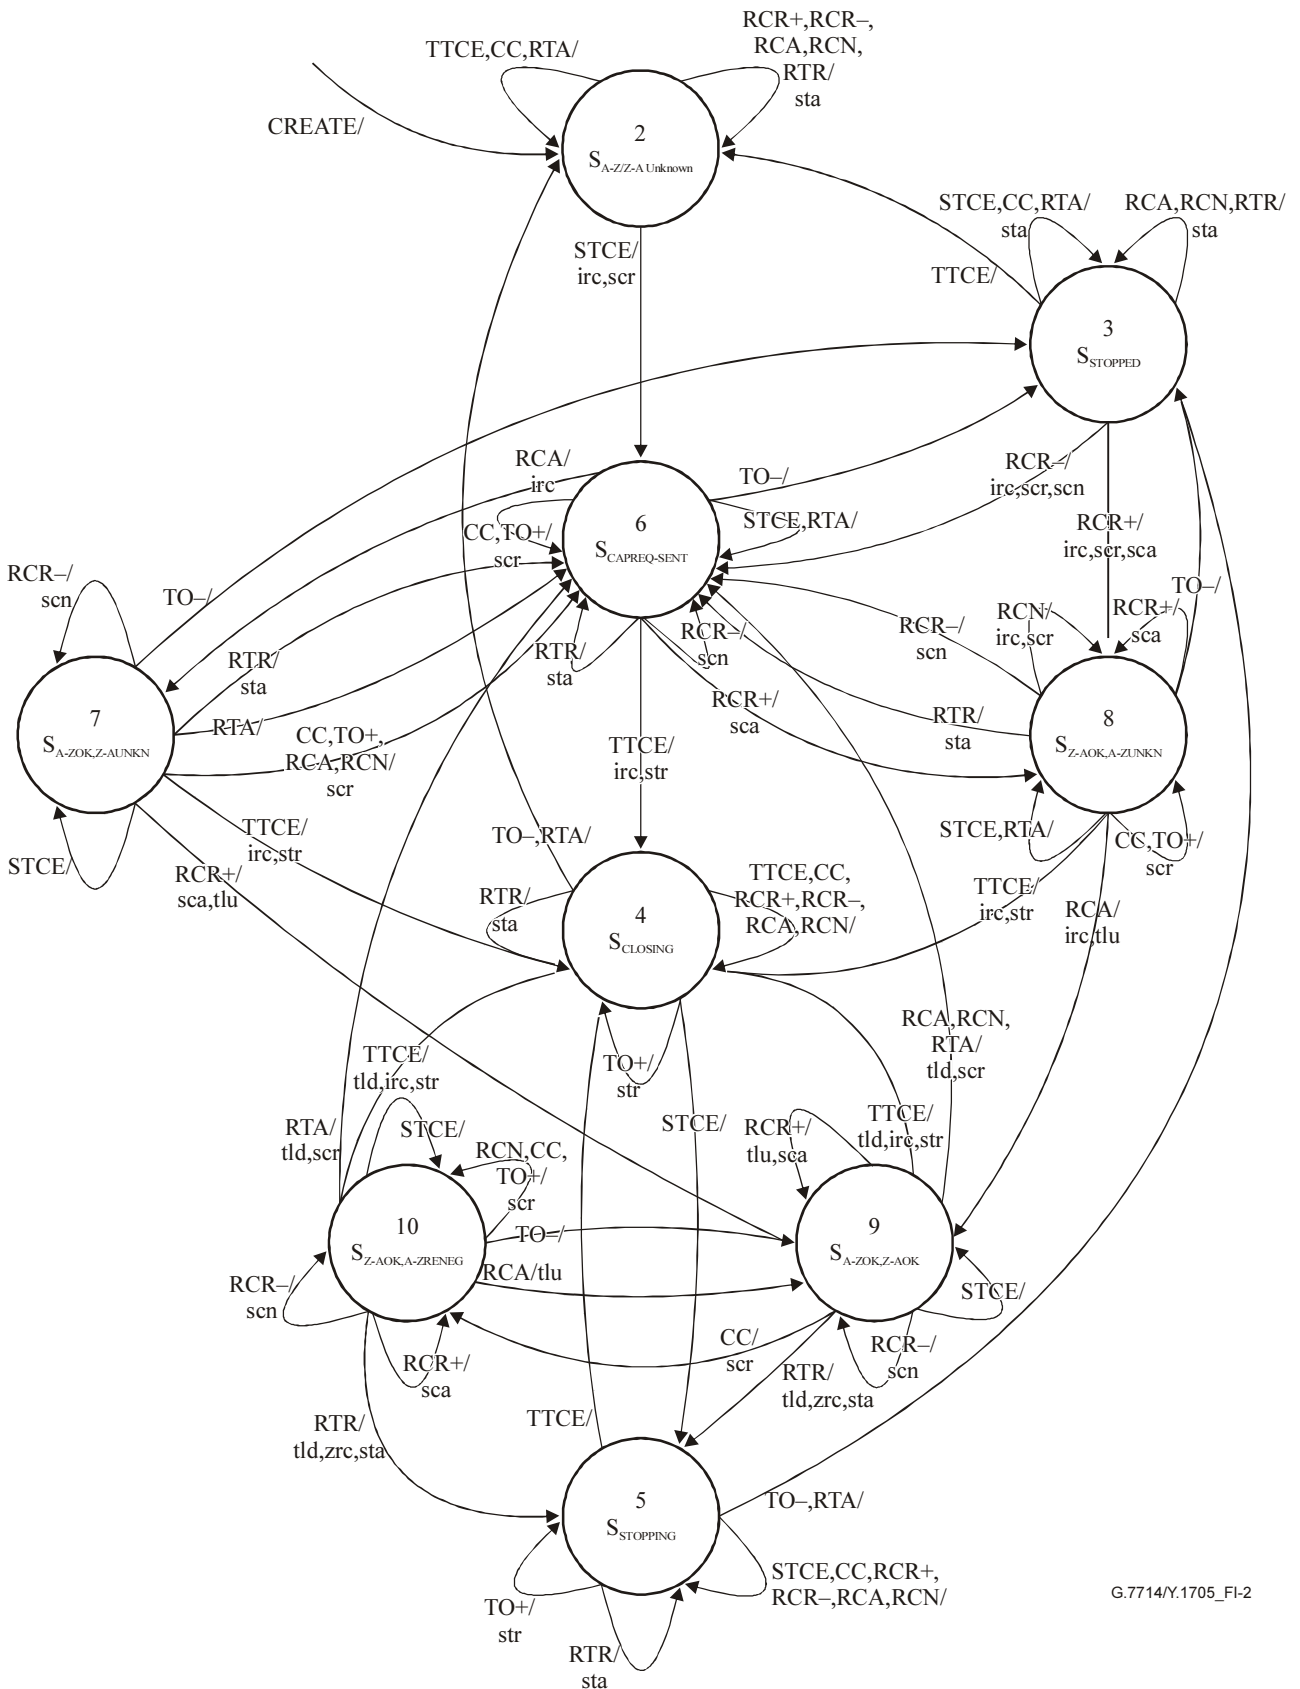 RCR+,RCR–,
RCA,RCN,
RTR/
sta
TTCE,CC,RTA/
CREATE/
2
S A-Z/Z-A Unknown
STCE/
irc,scr
STCE,CC,RTA/
sta
RCA,RCN,RTR/
sta
TTCE/
3
S STOPPED
RCA/
irc
TO–/
RCR–/
irc,scr,scn
CC,TO+/
scr
6
S CAPREQ-SENT
STCE,RTA/
RCR+/
irc,scr,sca
RCR–/
scn
TO–/
RTR/
sta
RTR/
sta
RCR–/
scn
RCR–/
scn
RCN/
irc,scr
RCR+/
sca
TO–/
7
S A-ZOK,Z-AUNKN
RTA/
CC,TO+,
RCA,RCN/
scr
RCR+/
sca
TTCE/
irc,str
RTR/
sta
8
S Z-AOK,A-ZUNKN
STCE/
TTCE/
irc,str
RCR+/
sca,tlu
TO–,RTA/
STCE,RTA/
CC,TO+/
scr
TTCE/
irc,str
RCA/
irc,tlu
RTR/
sta
4
S CLOSING
TTCE,CC,
RCR+,RCR–,
RCA,RCN/
TO+/
str
TTCE/
tld,irc,str
RCA,RCN,
RTA/
tld,scr
RTA/
tld,scr
STCE/
RCN,CC,
TO+/
scr
STCE/
RCR+/
tlu,sca
TTCE/
tld,irc,str
10
S Z-AOK,A-ZRENEG
TO–/
RCA/tlu
9
S A-ZOK,Z-AOK
RCR–/
scn
STCE/
RCR+/
sca
CC/
scr
RTR/
tld,zrc,sta
RCR–/
scn
RTR/
tld,zrc,sta
TTCE/
5
S STOPPING
TO–,RTA/
TO+/
str
RTR/
sta
STCE,CC,RCR+,
RCR–,RCA,RCN/
G.7714/Y.1705_FI-2